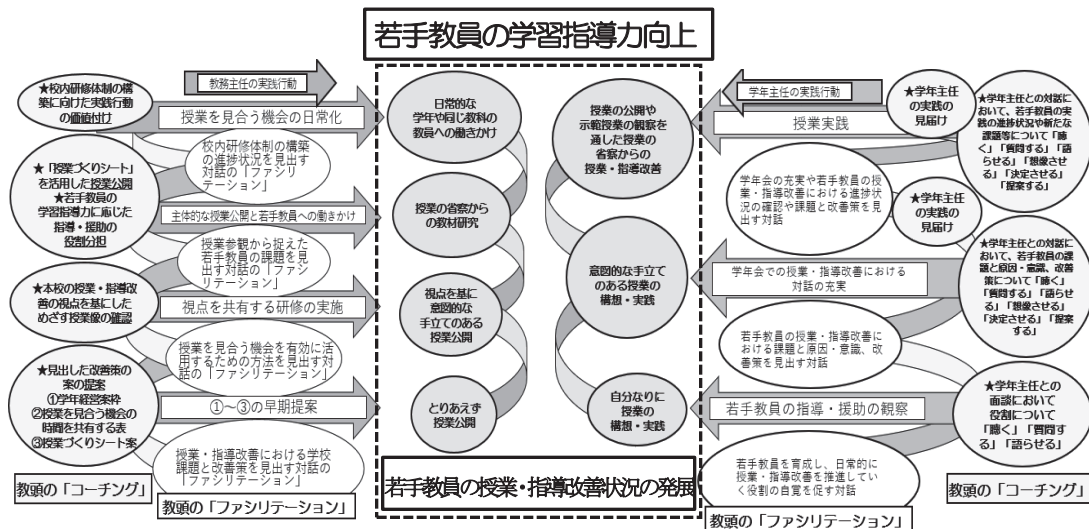 若手教員の学習指導力向上
教務主任の実践行動
★校内研修体制の構
築に向けた実践行動
の価値付け
授業を見合う機会の日常化
校内研修体制の構築
の進捗状況を見出す
対話の「ファシリ
テーション」
★「授業づくりシート」
を活用した授業公開
★若手教員の
学習指導力に応じた
指導・援助の
役割分担
主体的な授業公開と若手教員への働きかけ
授業参観から捉えた
若手教員の課題を見
出す対話の「ファシ
リテーション」
★本校の授業・指導改
善の視点を基にした
めざす授業像の確認
視点を共有する研修の実施
授業を見合う機会を有効に活
用するための方法を見出す対
話の「ファシリテーション」
★見出した改善策の
案の提案
①学年経営案枠
②授業を見合う機会の
時間を共有する表
③授業づくりシート案
①~③の早期提案
授業・指導改善における学校
課題と改善策を見出す対話の
「ファシリテーション」
教頭の「コーチング」
教頭の「ファシリテーション」
日常的な
学年や同じ教科の
教員への働きかけ
授業の省察から
の教材研究
視点を基に
意図的な
手立てのある
授業公開
とりあえず
授業公開
授業の公開や
示範授業の観察を
通した授業の
省察からの
授業・指導改善
意図的な手立て
のある授業の
構想・実践
自分なりに
授業の
構想・実践
若手教員の授業・指導改善状況の発展
学年主任の実践行動
★学年主任
の実践の
見届け
授業実践
★学年主任との対話に
おいて、若手教員の実
践の進捗状況や新たな
課題等について「聴
く」「質問する」「語
らせる」「想像させ
る」「決定させる」
「提案する」
学年会の充実や若手教員の授
業・指導改善における進捗状
況の確認や課題と改善策を見
出す対話
★学年主任
の実践の
見届け
学年会での授業・指導改善における
対話の充実
★学年主任との対話に
おいて、若手教員の課
題と原因・意識、改善
策について「聴く」
「質問する」「語らせ
る」「想像させる」
「決定させる」「提案
する」
若手教員の授業・指導改善に
おける課題と原因・意識、改
善策を見出す対話
若手教員の指導・援助の観察
★学年主任との
面談において
役割について
「聴く」「質問す
る」「語らせる」
若手教員を育成し、日常的に
授業・指導改善を推進してい
く役割の自覚を促す対話
教頭の「コーチング」
教頭の「ファシリテーション」